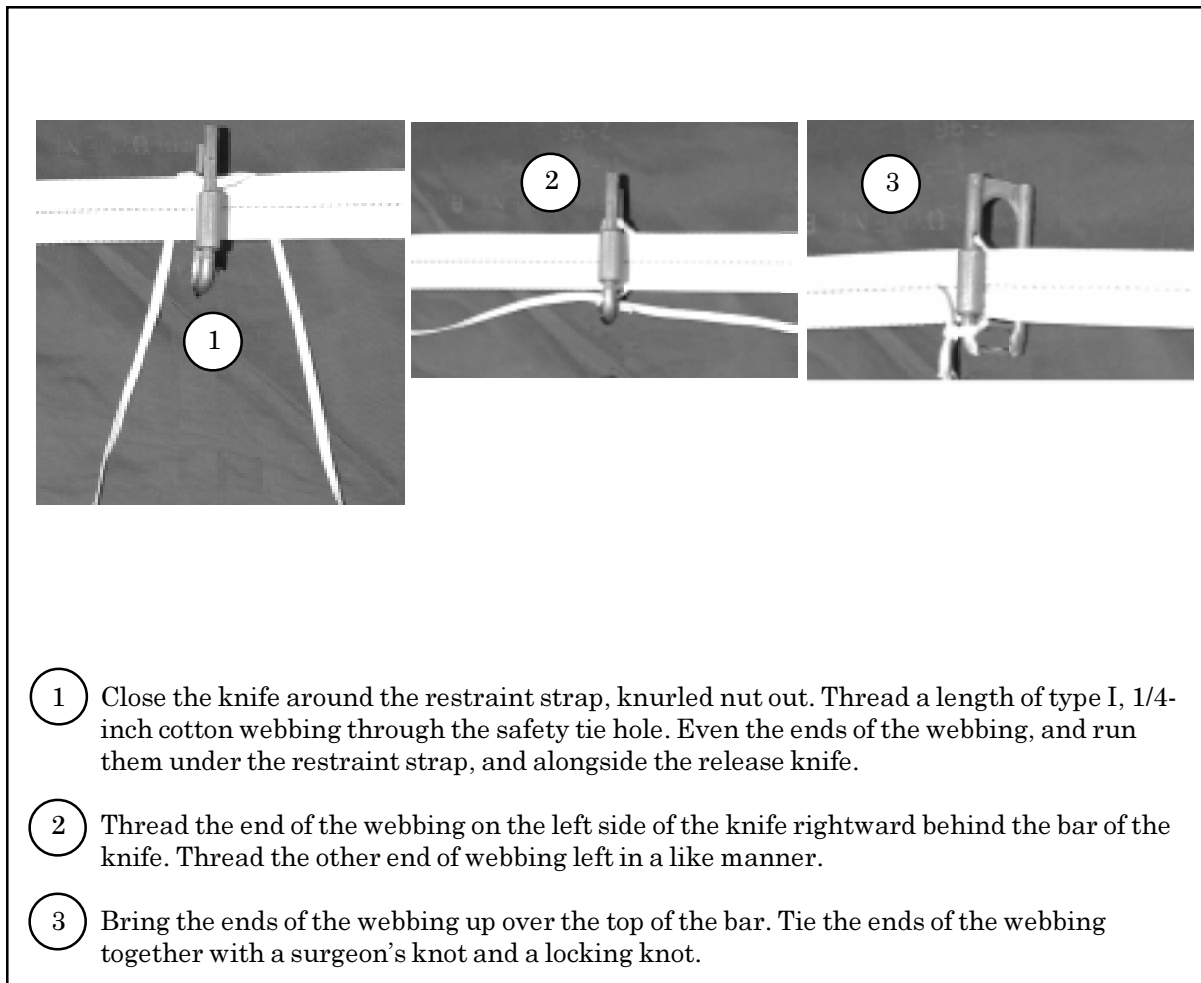 1
2
3
1 Close the knife around the restraint strap, knurled nut out. Thread a length of type I, 1/4-
inch cotton webbing through the safety tie hole. Even the ends of the webbing, and run
them under the restraint strap, and alongside the release knife.
2 Thread the end of the webbing on the left side of the knife rightward behind the bar of the
knife. Thread the other end of webbing left in a like manner.
3 Bring the ends of the webbing up over the top of the bar. Tie the ends of the webbing
together with a surgeon’s knot and a locking knot.